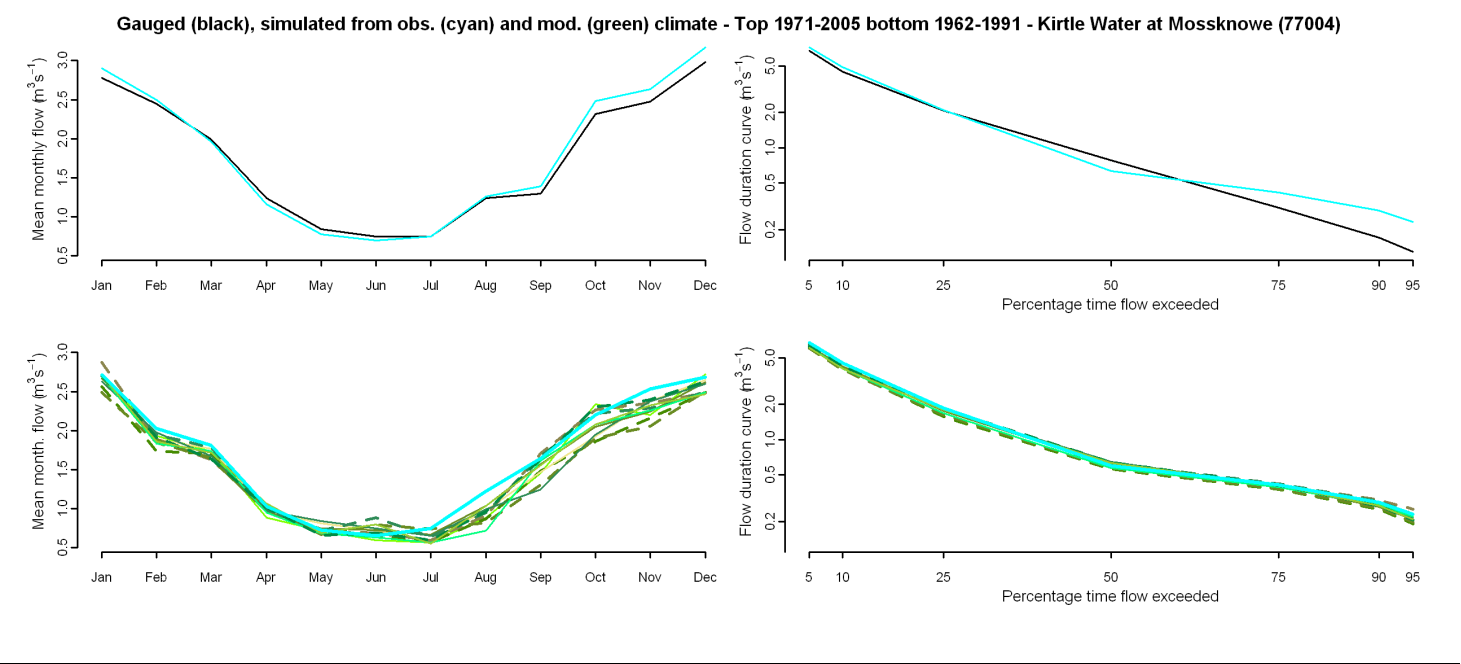 Gauged (black), simulated from obs. (cyan) and mod. (green) climate - Top 1971-2005 bottom 1962-1991 - Kirtle Water at Mossknowe (77004)
Mean monthly flow (m³s⁻¹)
3.0
2.5
2.0
1.5
1.0
0.5
Jan Feb Mar Apr May Jun Jul Aug Sep Oct Nov Dec
Flow duration curve (m³s⁻¹)
5.0
2.0
1.0
0.5
0.2
5 10 25 50 75 90 95
Percentage time flow exceeded
Mean month. flow (m³s⁻¹)
3.0
2.5
2.0
1.5
1.0
0.5
Jan Feb Mar Apr May Jun Jul Aug Sep Oct Nov Dec
Flow duration curve (m³s⁻¹)
5.0
2.0
1.0
0.5
0.2
5 10 25 50 75 90 95
Percentage time flow exceeded